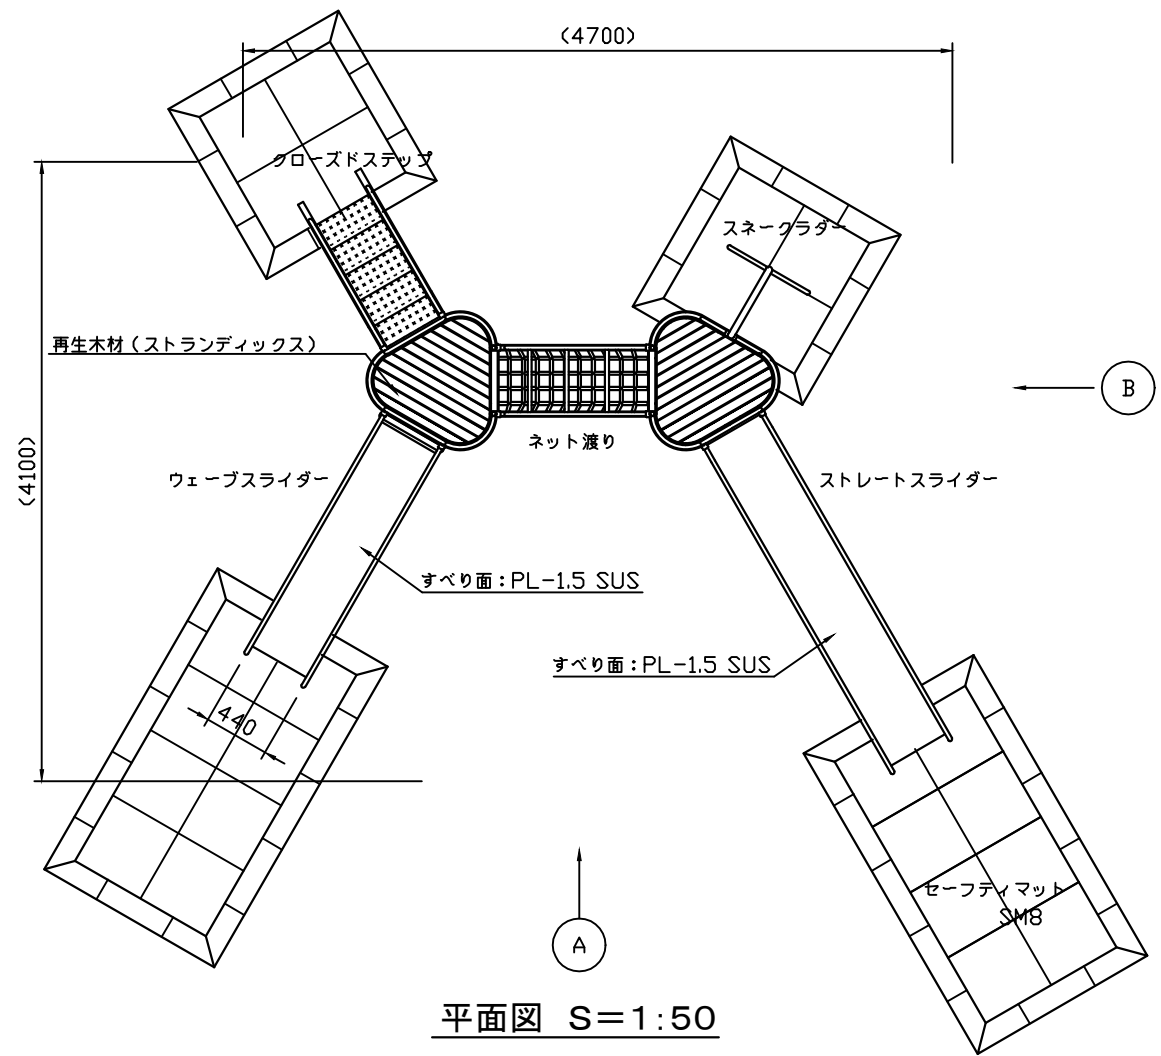 (4700)
クローズドステップ
スネークラダー
再生木材(ストランディックス)
B
ネット渡り
(4100)
ウェーブスライダー
ストレートスライダー
すべり面:PL-1.5 SUS
すべり面:PL-1.5 SUS
440
セーフティマット
SM8
A
平面図 S=1:50